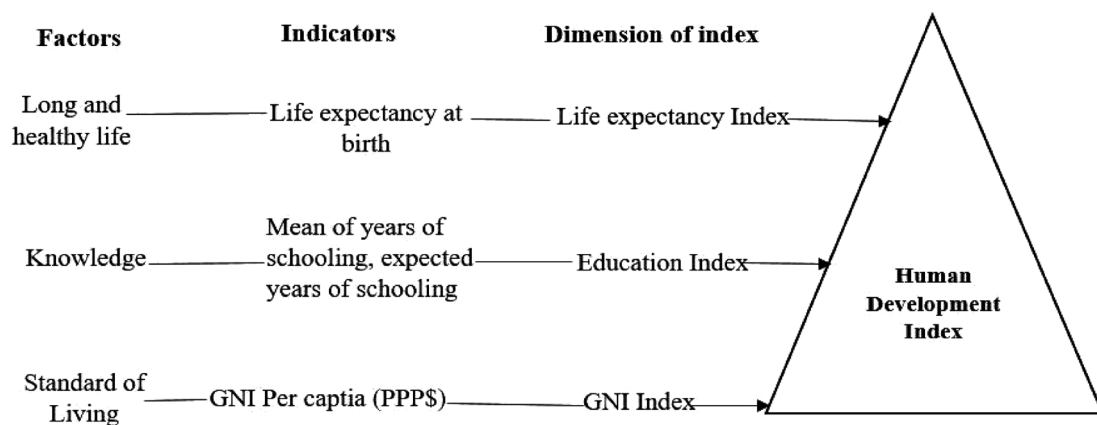 Factors
Indicators
Dimension of index
Long and
healthy life
Life expectancy at
birth
Life expectancy Index
Knowledge
Mean of years of
schooling, expected
years of schooling
Education Index
Human
Development
Index
Standard of
Living
GNI Per captia (PPP$)
GNI Index